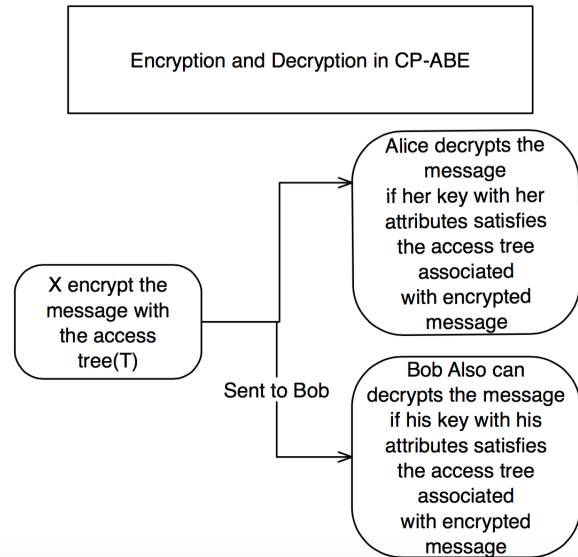 Encryption and Decryption in CP-ABE
Alice decrypts the
message
if her key with her
attributes satisfies
the access tree
associated
with encrypted
message
X encrypt the
message with
the access
tree(T)
Sent to Bob
Bob Also can
decrypts the message
if his key with his
attributes satisfies
the access tree
associated
with encrypted
message